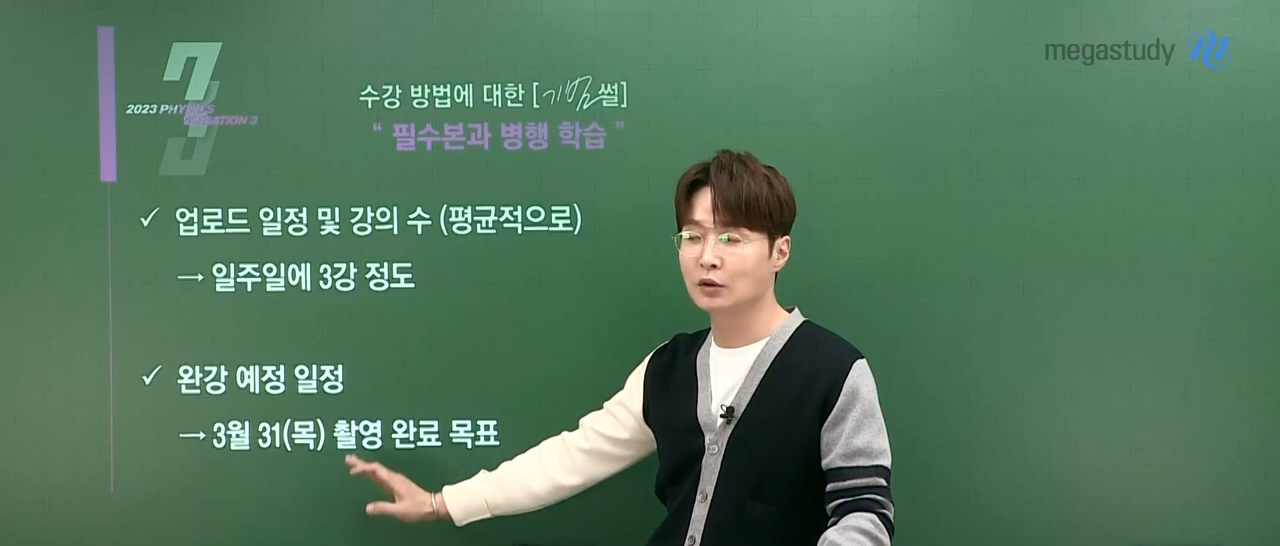 megastudy M
3
2023 PHYSICS
VARIATION 3
수강 방법에 대한 [기범썰]
“ 필수본과 병행 학습 ”
✓ 업로드 일정 및 강의 수 (평균적으로)
→ 일주일에 3강 정도
✓ 완강 예정 일정
→ 3월 31(목) 촬영 완료 목표